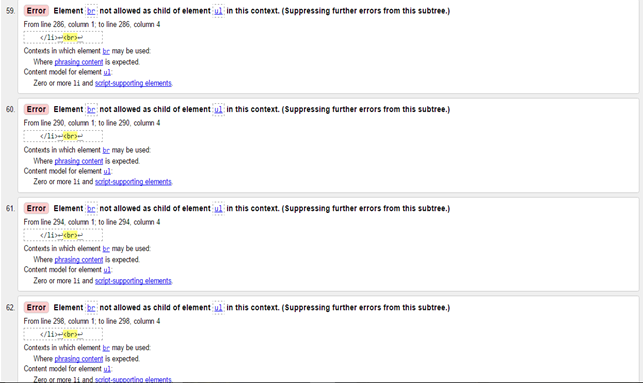 59. Error Element br not allowed as child of element ul in this context. (Suppressing further errors from this subtree.)
From line 286, column 1; to line 286, column 4
</li>↩<br>↩
Contexts in which element br may be used:
Where phrasing content is expected.
Content model for element ul:
Zero or more li and script-supporting elements.
60. Error Element br not allowed as child of element ul in this context. (Suppressing further errors from this subtree.)
From line 290, column 1; to line 290, column 4
</li>↩<br>↩
Contexts in which element br may be used:
Where phrasing content is expected.
Content model for element ul:
Zero or more li and script-supporting elements.
61. Error Element br not allowed as child of element ul in this context. (Suppressing further errors from this subtree.)
From line 294, column 1; to line 294, column 4
</li>↩<br>↩
Contexts in which element br may be used:
Where phrasing content is expected.
Content model for element ul:
Zero or more li and script-supporting elements.
62. Error Element br not allowed as child of element ul in this context. (Suppressing further errors from this subtree.)
From line 298, column 1; to line 298, column 4
</li>↩<br>↩
Contexts in which element br may be used:
Where phrasing content is expected.
Content model for element ul:
Zero or more li and script-supporting elements.